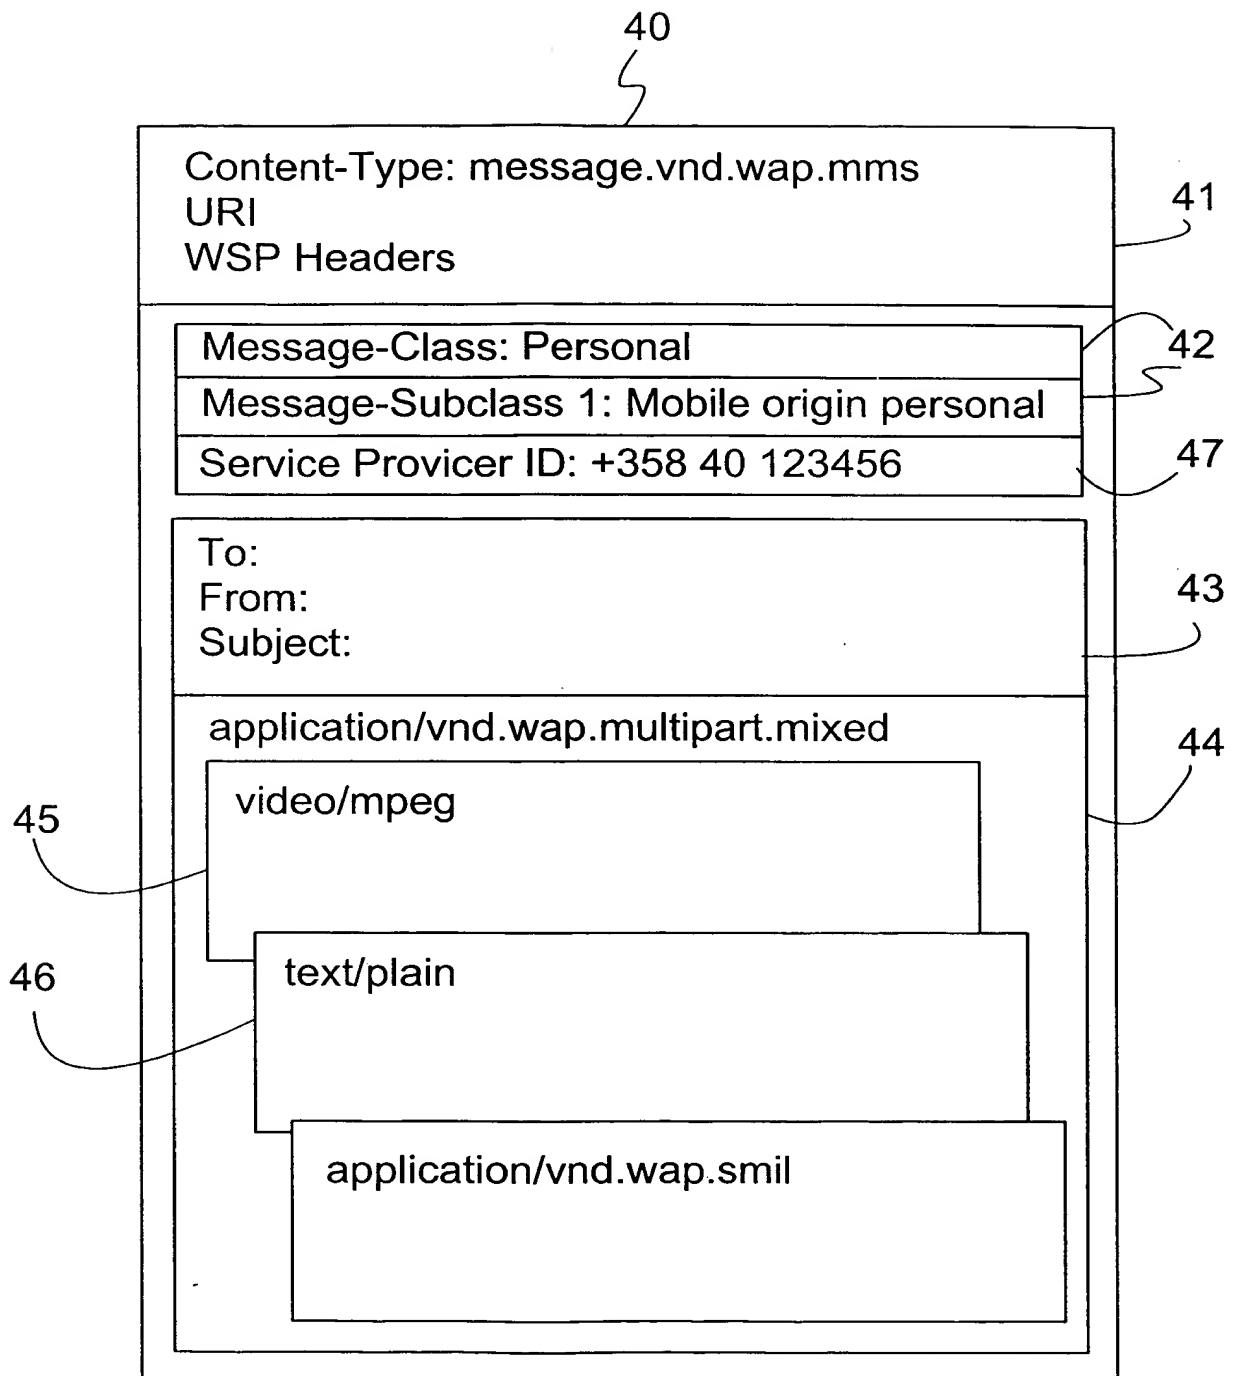 40
Content-Type: message.vnd.wap.mms
URI
WSP Headers
41
Message-Class: Personal
Message-Subclass 1: Mobile origin personal
42
Service Provicer ID: +358 40 123456
47
To:
From:
Subject:
43
application/vnd.wap.multipart.mixed
44
video/mpeg
45
text/plain
46
application/vnd.wap.smil